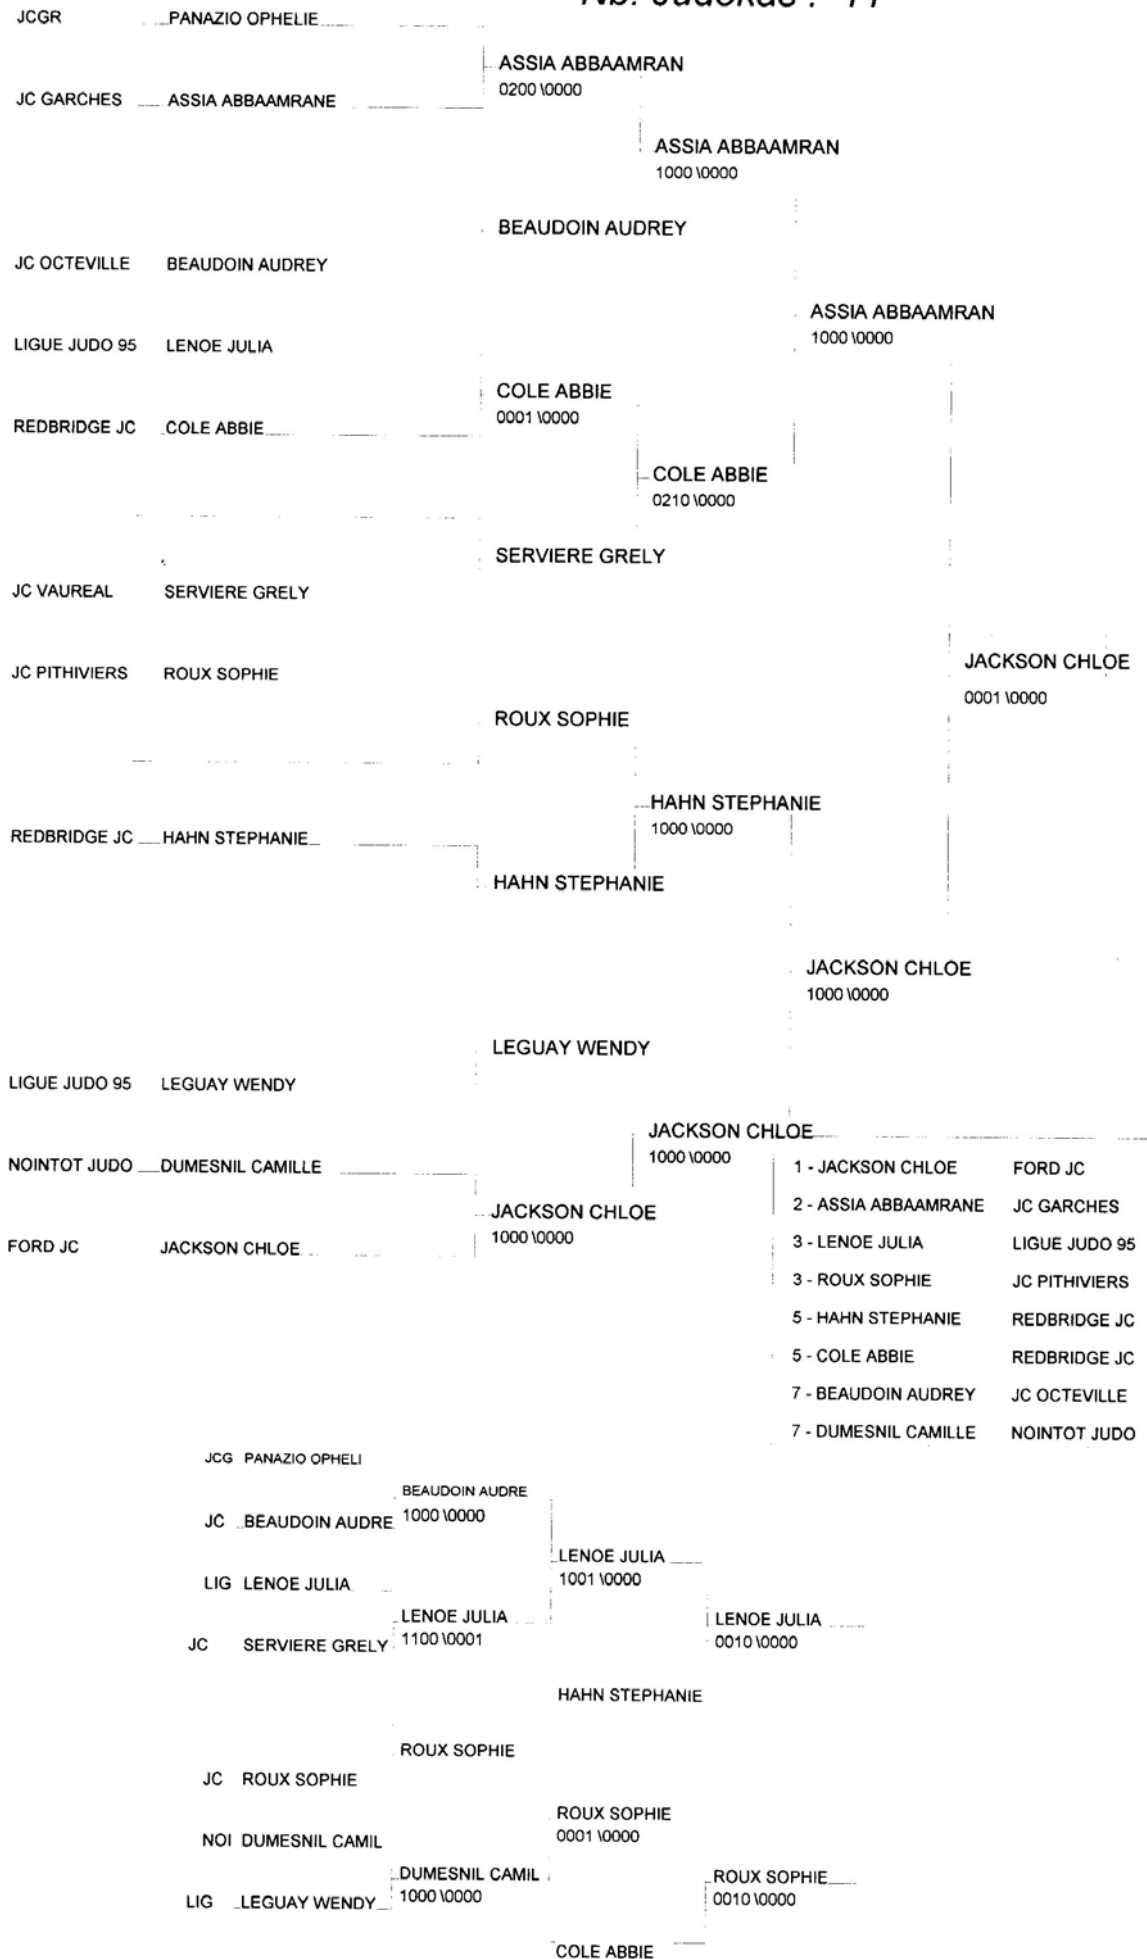 Nb. Judokas : 11
JCGR PANAZIO OPHELIE
ASSIA ABBAAMRAN
0200 \0000
JC GARCHES ASSIA ABBAAMRANE
ASSIA ABBAAMRAN
1000 \0000
BEAUDOIN AUDREY
JC OCTEVILLE BEAUDOIN AUDREY
ASSIA ABBAAMRAN
1000 \0000
LIGUE JUDO 95 LENOE JULIA
COLE ABBIE
0001 \0000
REDBRIDGE JC COLE ABBIE
COLE ABBIE
0210 \0000
SERVIERE GRELY
JC VAUREAL SERVIERE GRELY
JACKSON CHLOE
0001 \0000
JC PITHIVIERS ROUX SOPHIE
ROUX SOPHIE
HAHN STEPHANIE
1000 \0000
REDBRIDGE JC HAHN STEPHANIE
HAHN STEPHANIE
JACKSON CHLOE
1000 \0000
LEGUAY WENDY
LIGUE JUDO 95 LEGUAY WENDY
JACKSON CHLOE
1000 \0000
NOINTOT JUDO DUMESNIL CAMILLE
JACKSON CHLOE
1000 \0000
FORD JC JACKSON CHLOE
1 - JACKSON CHLOE FORD JC
2 - ASSIA ABBAAMRANE JC GARCHES
3 - LENOE JULIA LIGUE JUDO 95
3 - ROUX SOPHIE JC PITHIVIERS
5 - HAHN STEPHANIE REDBRIDGE JC
5 - COLE ABBIE REDBRIDGE JC
7 - BEAUDOIN AUDREY JC OCTEVILLE
7 - DUMESNIL CAMILLE NOINTOT JUDO
JCG PANAZIO OPHELI
BEAUDOIN AUDRE
1000 \0000
JC BEAUDOIN AUDRE
LENOE JULIA
1001 \0000
LIG LENOE JULIA
LENOE JULIA
1100 \0001
LENOE JULIA
0010 \0000
JC SERVIERE GRELY
HAHN STEPHANIE
ROUX SOPHIE
JC ROUX SOPHIE
ROUX SOPHIE
0001 \0000
NOI DUMESNIL CAMIL
DUMESNIL CAMIL
1000 \0000
ROUX SOPHIE
0010 \0000
LIG LEGUAY WENDY
COLE ABBIE